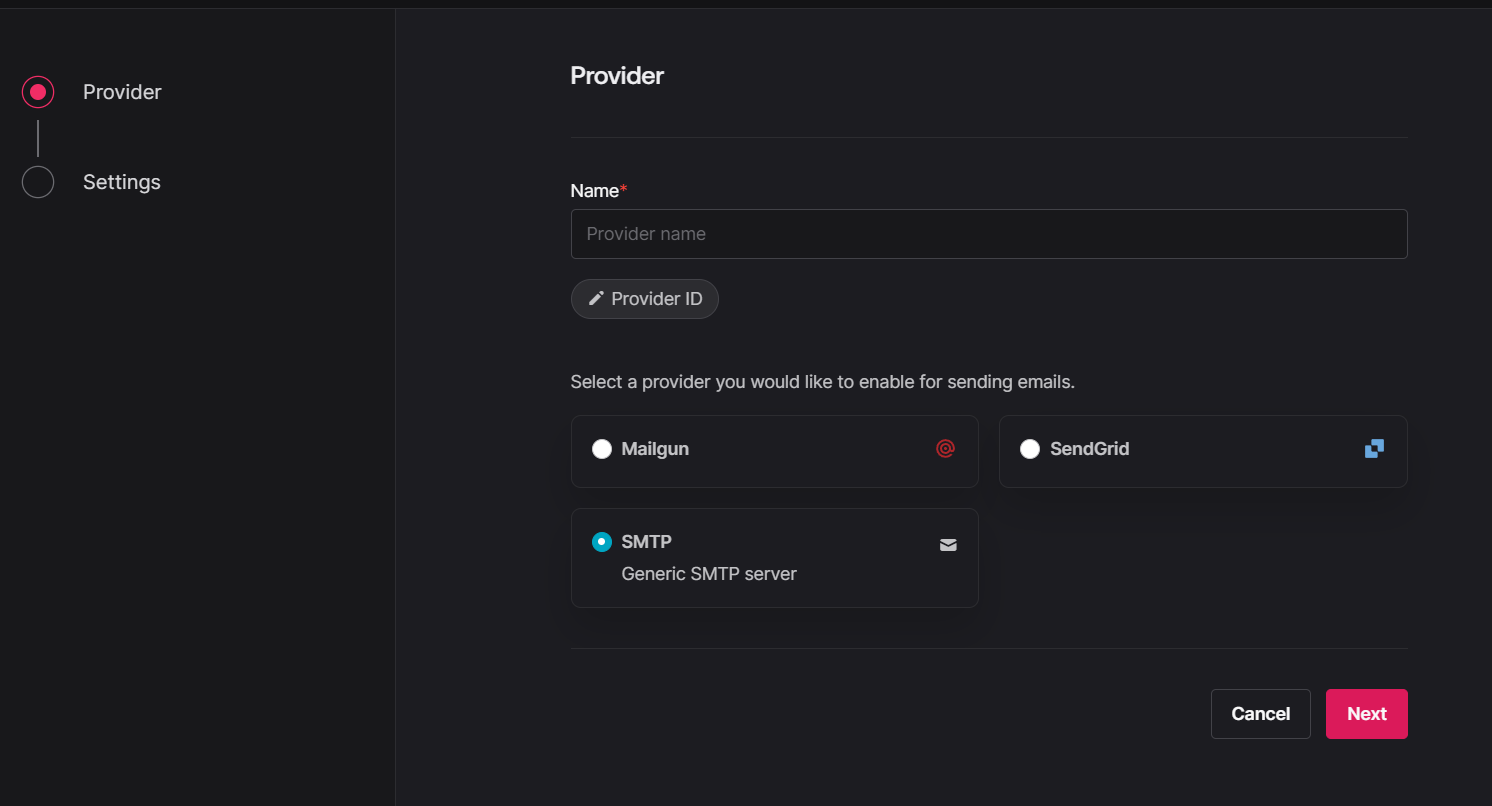 Provider
Settings
Provider
Name*
Provider name
Provider ID
Select a provider you would like to enable for sending emails.
Mailgun
SendGrid
SMTP
Generic SMTP server
Cancel
Next